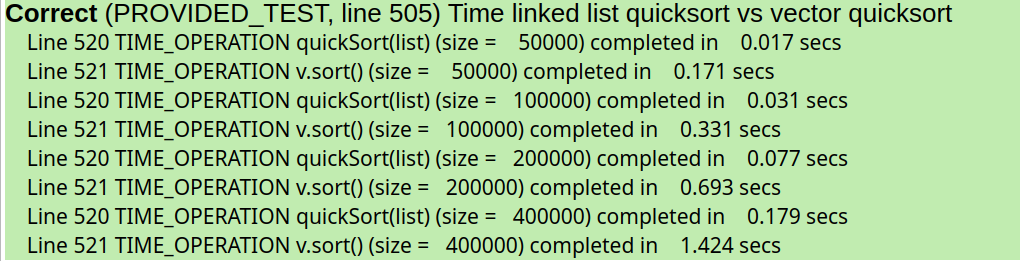 Correct (PROVIDED_TEST, line 505) Time linked list quicksort vs vector quicksort
Line 520 TIME_OPERATION quickSort(list) (size = 50000) completed in 0.017 secs
Line 521 TIME_OPERATION v.sort() (size = 50000) completed in 0.171 secs
Line 520 TIME_OPERATION quickSort(list) (size = 100000) completed in 0.031 secs
Line 521 TIME_OPERATION v.sort() (size = 100000) completed in 0.331 secs
Line 520 TIME_OPERATION quickSort(list) (size = 200000) completed in 0.077 secs
Line 521 TIME_OPERATION v.sort() (size = 200000) completed in 0.693 secs
Line 520 TIME_OPERATION quickSort(list) (size = 400000) completed in 0.179 secs
Line 521 TIME_OPERATION v.sort() (size = 400000) completed in 1.424 secs